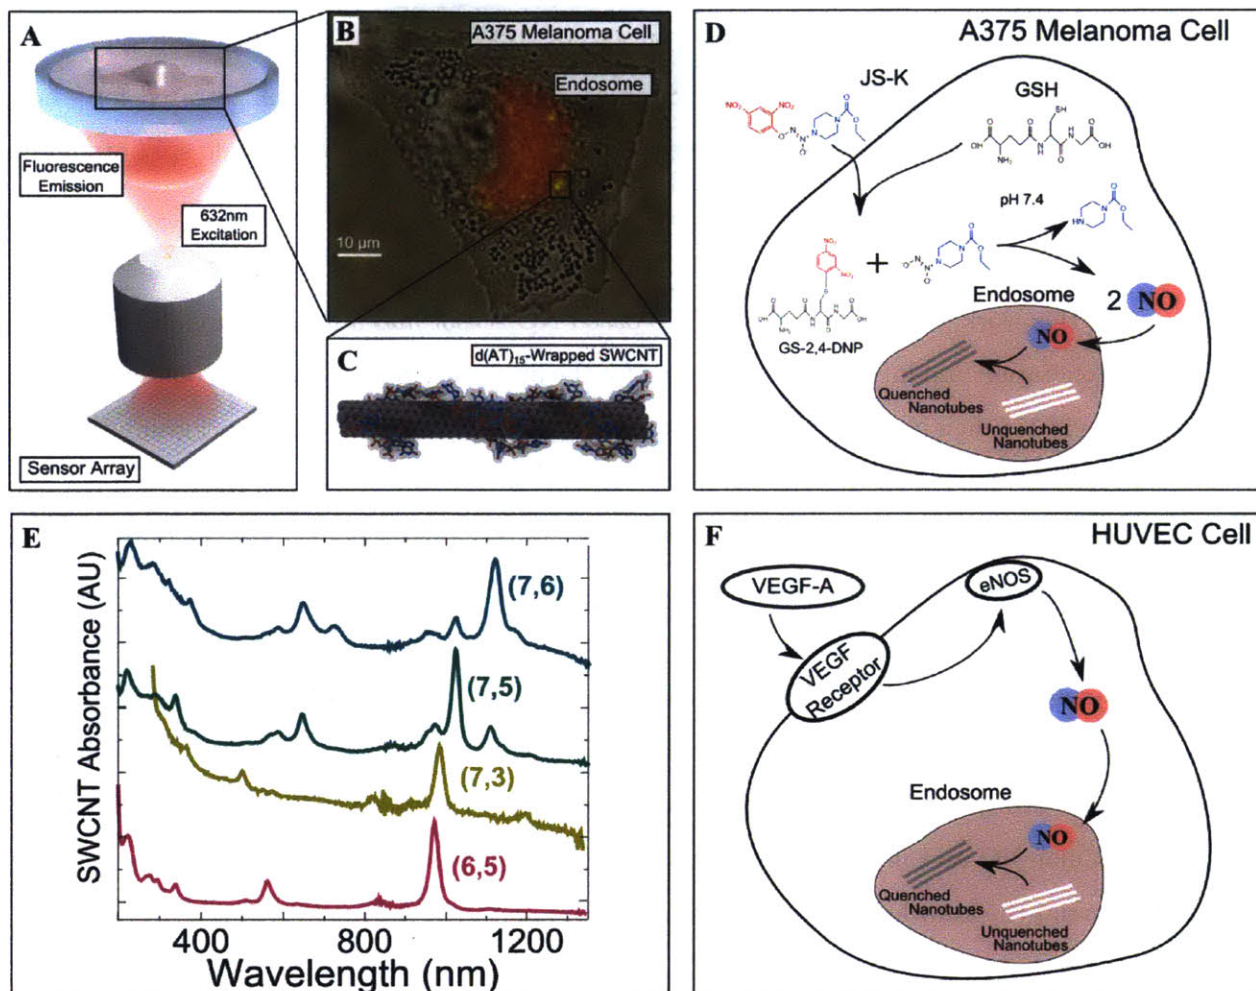 A
Fluorescence
Emission
632nm
Excitation
Sensor Array
B
A375 Melanoma Cell
Endosome
10 µm
C
d(AT)15-Wrapped SWCNT
D
A375 Melanoma Cell
JS-K
GSH
pH 7.4
GS-2,4-DNP
Endosome
2 NO
NO
Quenched
Nanotubes
Unquenched
Nanotubes
E
SWCNT Absorbance (AU)
(7,6)
(7,5)
(7,3)
(6,5)
400
800
1200
Wavelength (nm)
F
HUVEC Cell
VEGF-A
eNOS
VEGF
Receptor
NO
Endosome
NO
Quenched
Nanotubes
Unquenched
Nanotubes